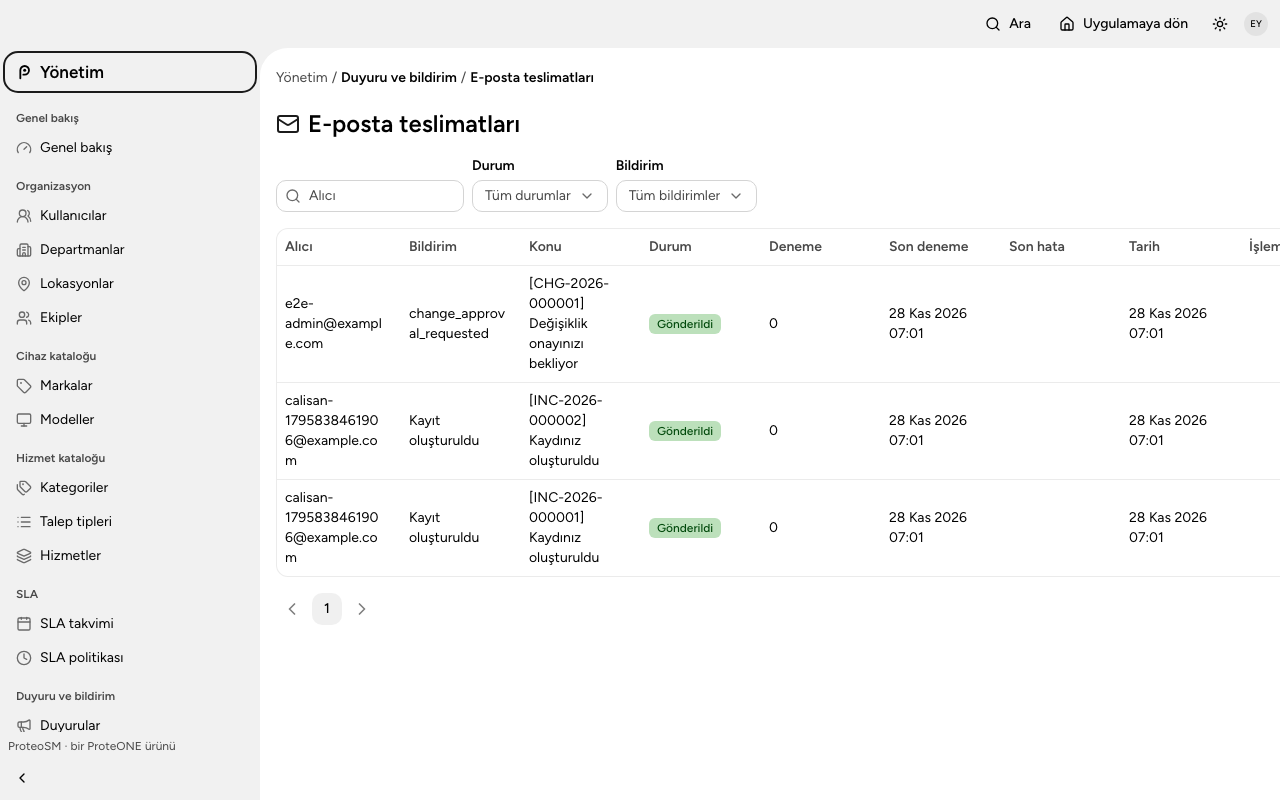 Ara
Uygulamaya dön
EY
Yönetim
Genel bakış
Genel bakış
Organizasyon
Kullanıcılar
Departmanlar
Lokasyonlar
Ekipler
Cihaz kataloğu
Markalar
Modeller
Hizmet kataloğu
Kategoriler
Talep tipleri
Hizmetler
SLA
SLA takvimi
SLA politikası
Duyuru ve bildirim
Duyurular
ProteoSM · bir ProteONE ürünü
Yönetim / Duyuru ve bildirim / E-posta teslimatları
E-posta teslimatları
Alıcı
Durum
Tüm durumlar
Bildirim
Tüm bildirimler
Alıcı Bildirim Konu Durum Deneme Son deneme Son hata Tarih İşlem
e2e-
admin@exampl
e.com
change_approv
al_requested
[CHG-2026-
000001]
Değişiklik
onayınızı
bekliyor
Gönderildi
0
28 Kas 2026
07:01
28 Kas 2026
07:01
calisan-
179583846190
6@example.co
m
Kayıt
oluşturuldu
[INC-2026-
000002]
Kaydınız
oluşturuldu
Gönderildi
0
28 Kas 2026
07:01
28 Kas 2026
07:01
calisan-
179583846190
6@example.co
m
Kayıt
oluşturuldu
[INC-2026-
000001]
Kaydınız
oluşturuldu
Gönderildi
0
28 Kas 2026
07:01
28 Kas 2026
07:01
1